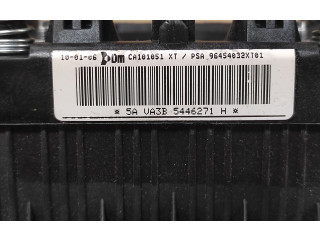 10-01-06 Dm CA101051 XT / PSA 96454032XT01
* 5A VA3B 5446271 H *